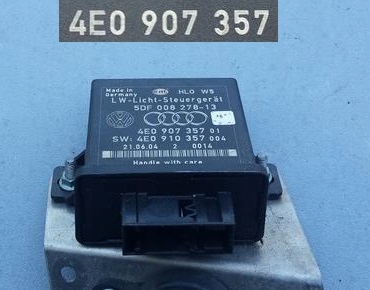 4E0 907 357
Made in Germany
Hella
HLO WS
LW-Licht-Steuergerät
5DF 008 278-13
4E0 907 357 01
SW: 4E0 910 357 004
21.06.04 2 0014
Handle with care